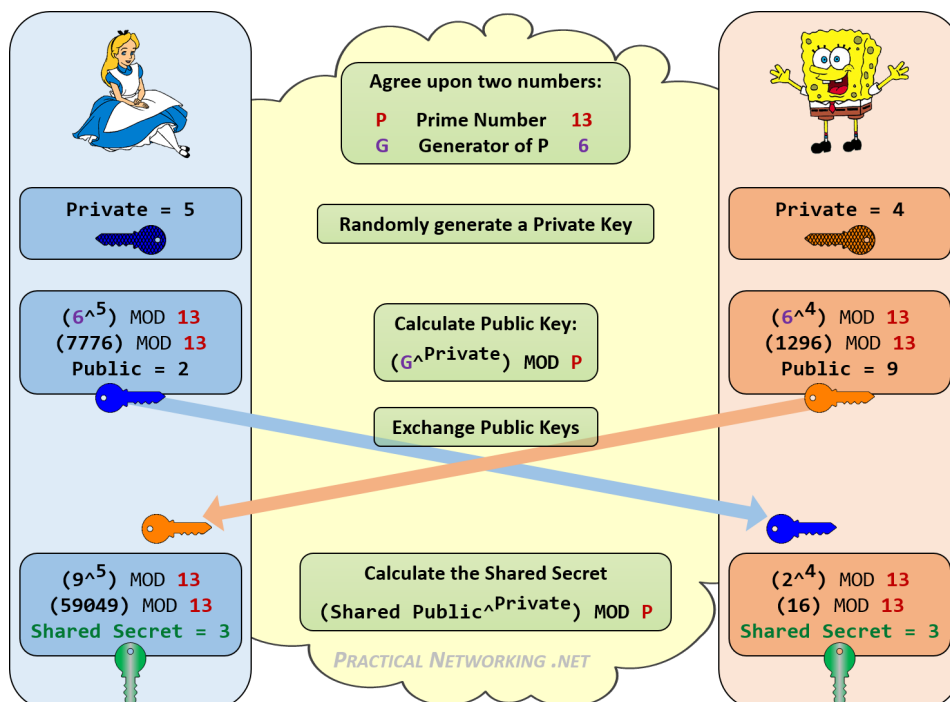 Agree upon two numbers:
P Prime Number 13
G Generator of P 6
Private = 5
Randomly generate a Private Key
Private = 4
(6^5) MOD 13
(7776) MOD 13
Public = 2
Calculate Public Key:
(G^Private) MOD P
(6^4) MOD 13
(1296) MOD 13
Public = 9
Exchange Public Keys
(9^5) MOD 13
(59049) MOD 13
Shared Secret = 3
Calculate the Shared Secret
(Shared Public^Private) MOD P
(2^4) MOD 13
(16) MOD 13
Shared Secret = 3
PRACTICAL NETWORKING .NET